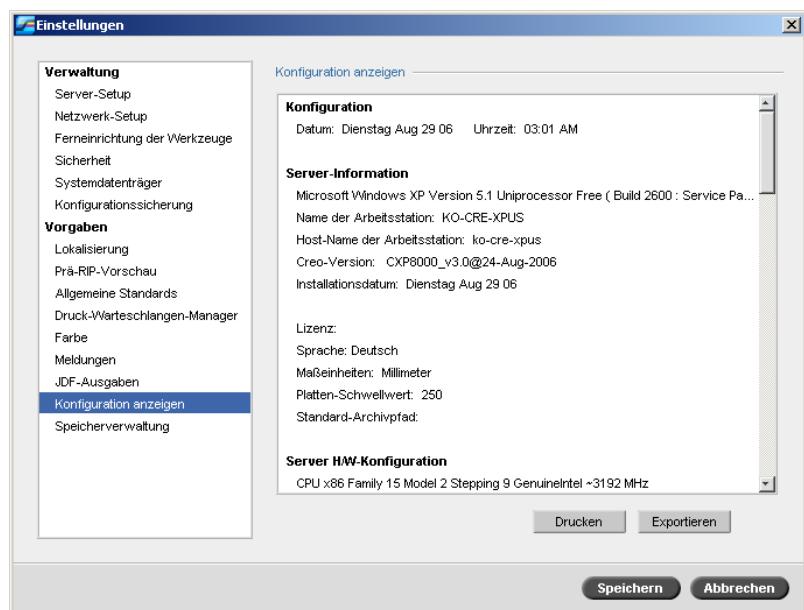 Einstellungen
Verwaltung
Server-Setup
Netzwerk-Setup
Ferneinrichtung der Werkzeuge
Sicherheit
Systemdatenträger
Konfigurationssicherung
Vorgaben
Lokalisierung
Prä-RIP-Vorschau
Allgemeine Standards
Druck-Warteschlangen-Manager
Farbe
Meldungen
JDF-Ausgaben
Konfiguration anzeigen
Speicherverwaltung
Konfiguration anzeigen
Konfiguration
Datum: Dienstag Aug 29 06 Uhrzeit: 03:01 AM
Server-Information
Microsoft Windows XP Version 5.1 Uniprocessor Free ( Build 2600 : Service Pa...
Name der Arbeitsstation: KO-CRE-XPUS
Host-Name der Arbeitsstation: ko-cre-xpus
Creo-Version: CXP8000_v3.0@24-Aug-2006
Installationsdatum: Dienstag Aug 29 06
Lizenz:
Sprache: Deutsch
Maßeinheiten: Millimeter
Platten-Schwellwert: 250
Standard-Archivpfad:
Server H/W-Konfiguration
CPU x86 Family 15 Model 2 Stepping 9 GenuineIntel ~3192 MHz
Drucken Exportieren
Speichern Abbrechen